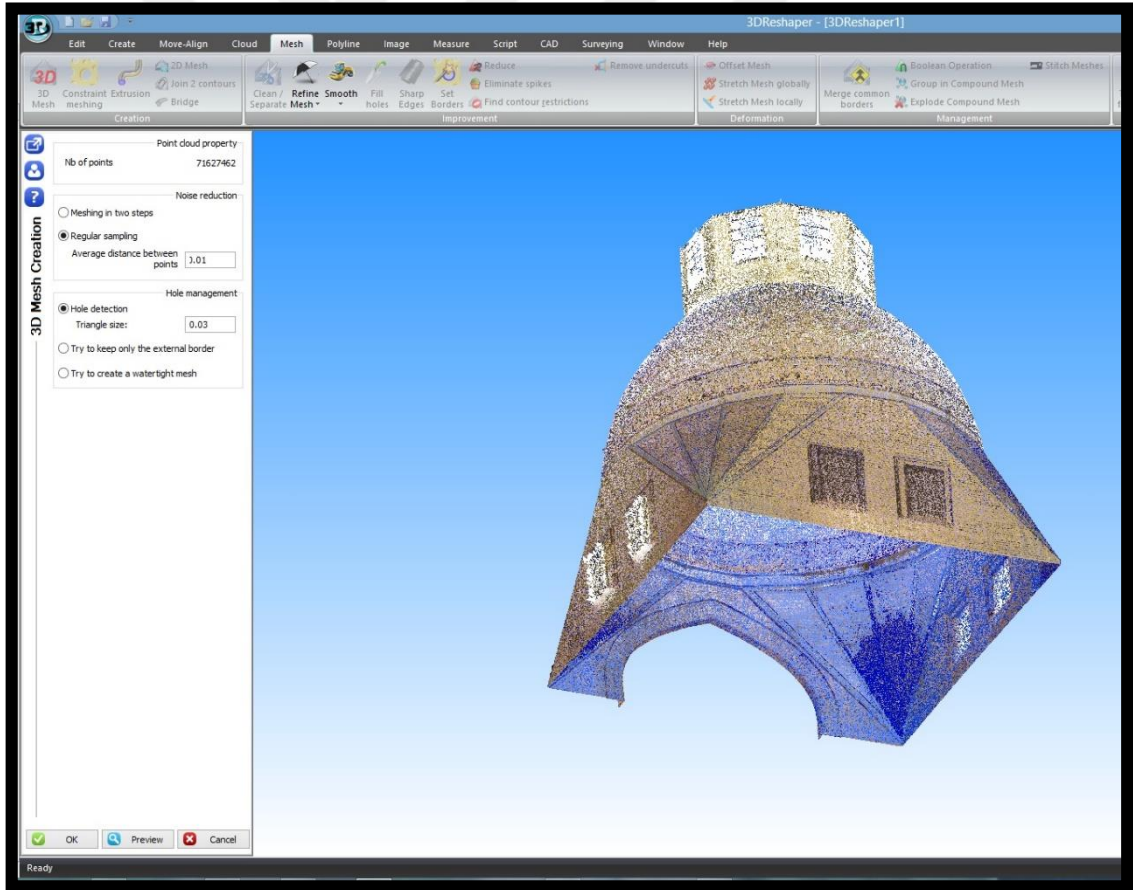 3DReshaper - [3DReshaper1]
Edit Create Move-Align Cloud Mesh Polyline Image Measure Script CAD Surveying Window Help
3D Mesh
Constraint meshing
Extrusion
2D Mesh
Join 2 contours
Bridge
Creation
Clean / Separate
Refine Mesh
Smooth
Fill holes
Sharp Edges
Set Borders
Reduce
Eliminate spikes
Find contour restrictions
Remove undercuts
Improvement
Offset Mesh
Stretch Mesh globally
Stretch Mesh locally
Deformation
Merge common borders
Boolean Operation
Group in Compound Mesh
Explode Compound Mesh
Stitch Meshes
Management
3D Mesh Creation
Point cloud property
Nb of points 71627462
Noise reduction
Meshing in two steps
Regular sampling
Average distance between
points
0.01
Hole management
Hole detection
Triangle size: 0.03
Try to keep only the external border
Try to create a watertight mesh
OK Preview Cancel
Ready